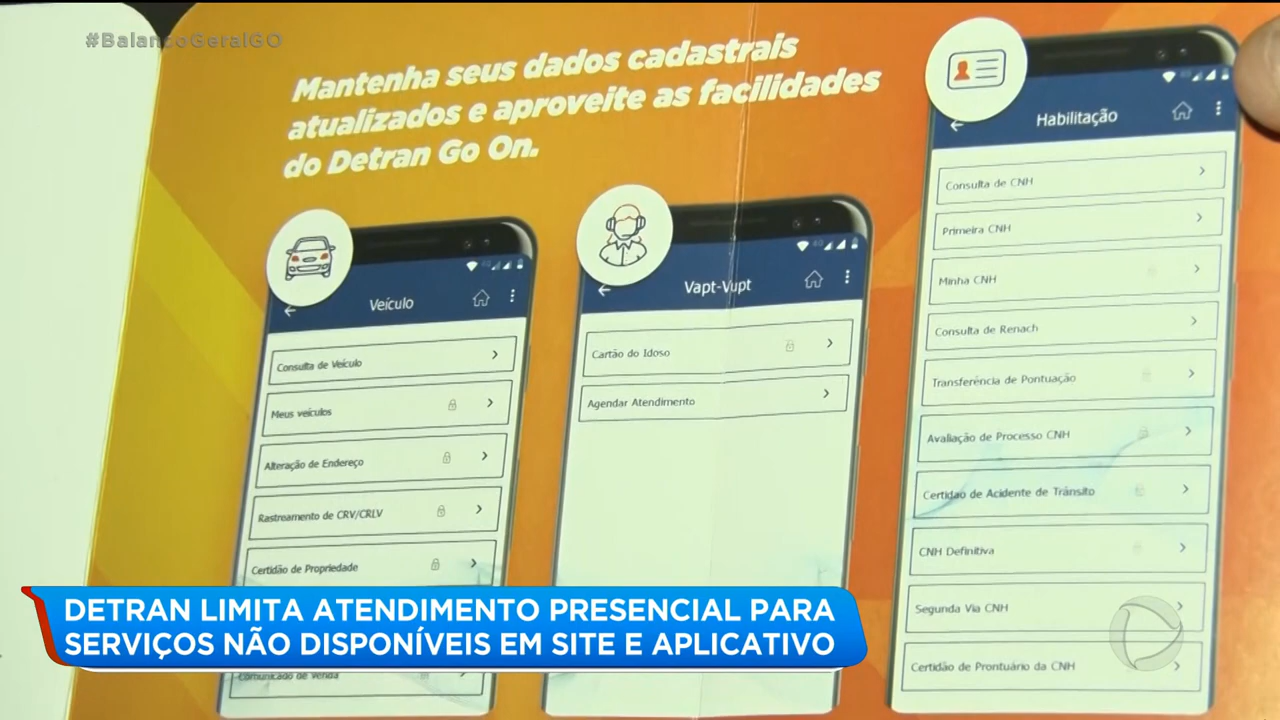 #BalançoGeralGO
Mantenha seus dados cadastrais
atualizados e aproveite as facilidades
do Detran Go On.
Veículo
Consulta de Veículo
Meus veículos
Alteração de Endereço
Rastreamento de CRV/CRLV
Certidão de Propriedade
Comunicado de Venda
Vapt-Vupt
Cartão do Idoso
Agendar Atendimento
Habilitação
Consulta de CNH
Primeira CNH
Minha CNH
Consulta de Renach
Transferência de Pontuação
Avaliação de Processo CNH
Certidão de Acidente de Trânsito
CNH Definitiva
Segunda Via CNH
Certidão de Prontuário da CNH
DETRAN LIMITA ATENDIMENTO PRESENCIAL PARA
SERVIÇOS NÃO DISPONÍVEIS EM SITE E APLICATIVO